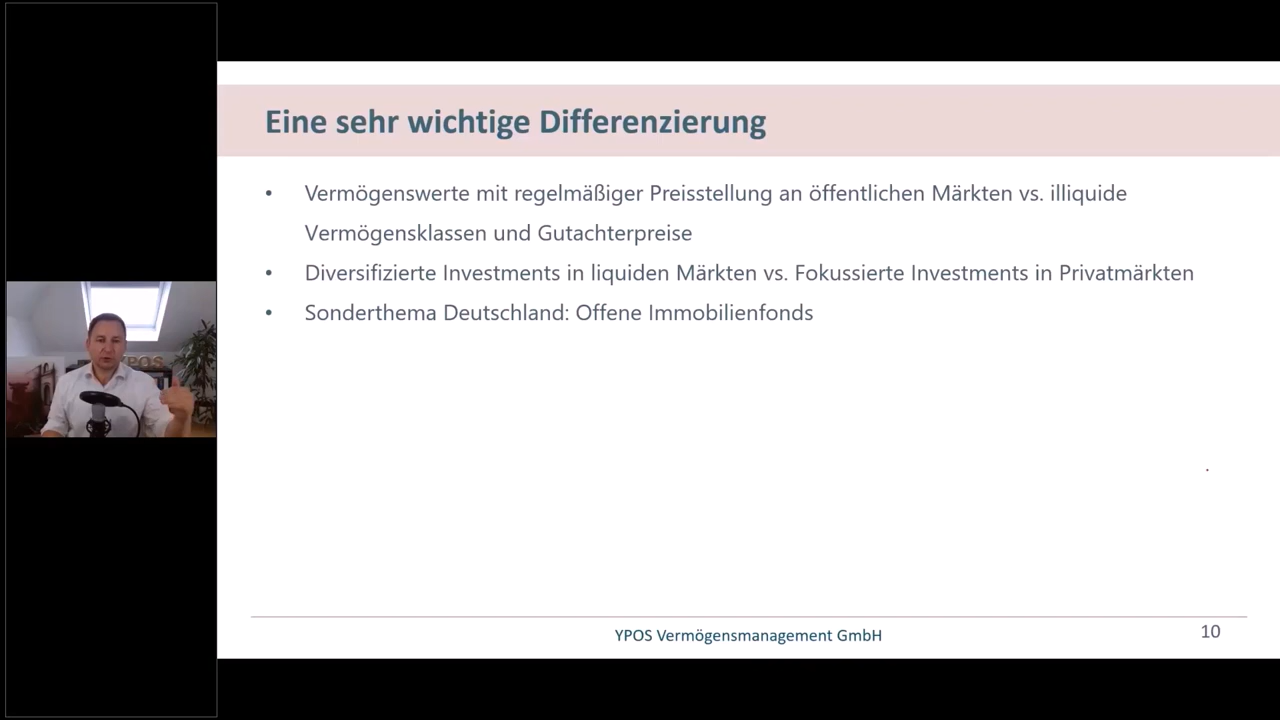 Eine sehr wichtige Differenzierung
• Vermögenswerte mit regelmäßiger Preisstellung an öffentlichen Märkten vs. illiquide
Vermögensklassen und Gutachterpreise
• Diversifizierte Investments in liquiden Märkten vs. Fokussierte Investments in Privatmärkten
• Sonderthema Deutschland: Offene Immobilienfonds
YPOS
YPOS Vermögensmanagement GmbH
10